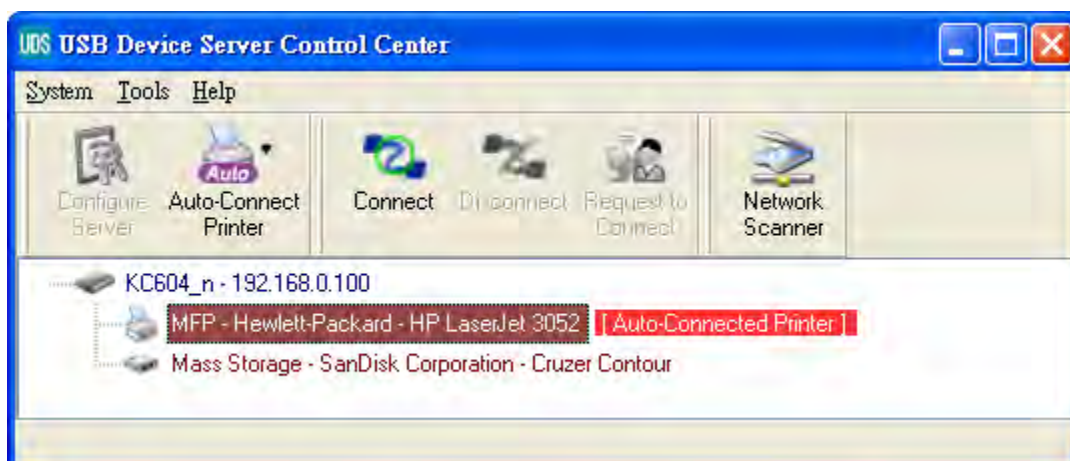 UDS USB Device Server Control Center
System Tools Help
Auto
Configure Server
Auto-Connect Printer
Connect
Disconnect
Request to Connect
Network Scanner
KC604_n - 192.168.0.100
MFP - Hewlett-Packard - HP LaserJet 3052 [ Auto-Connected Printer ]
Mass Storage - SanDisk Corporation - Cruzer Contour